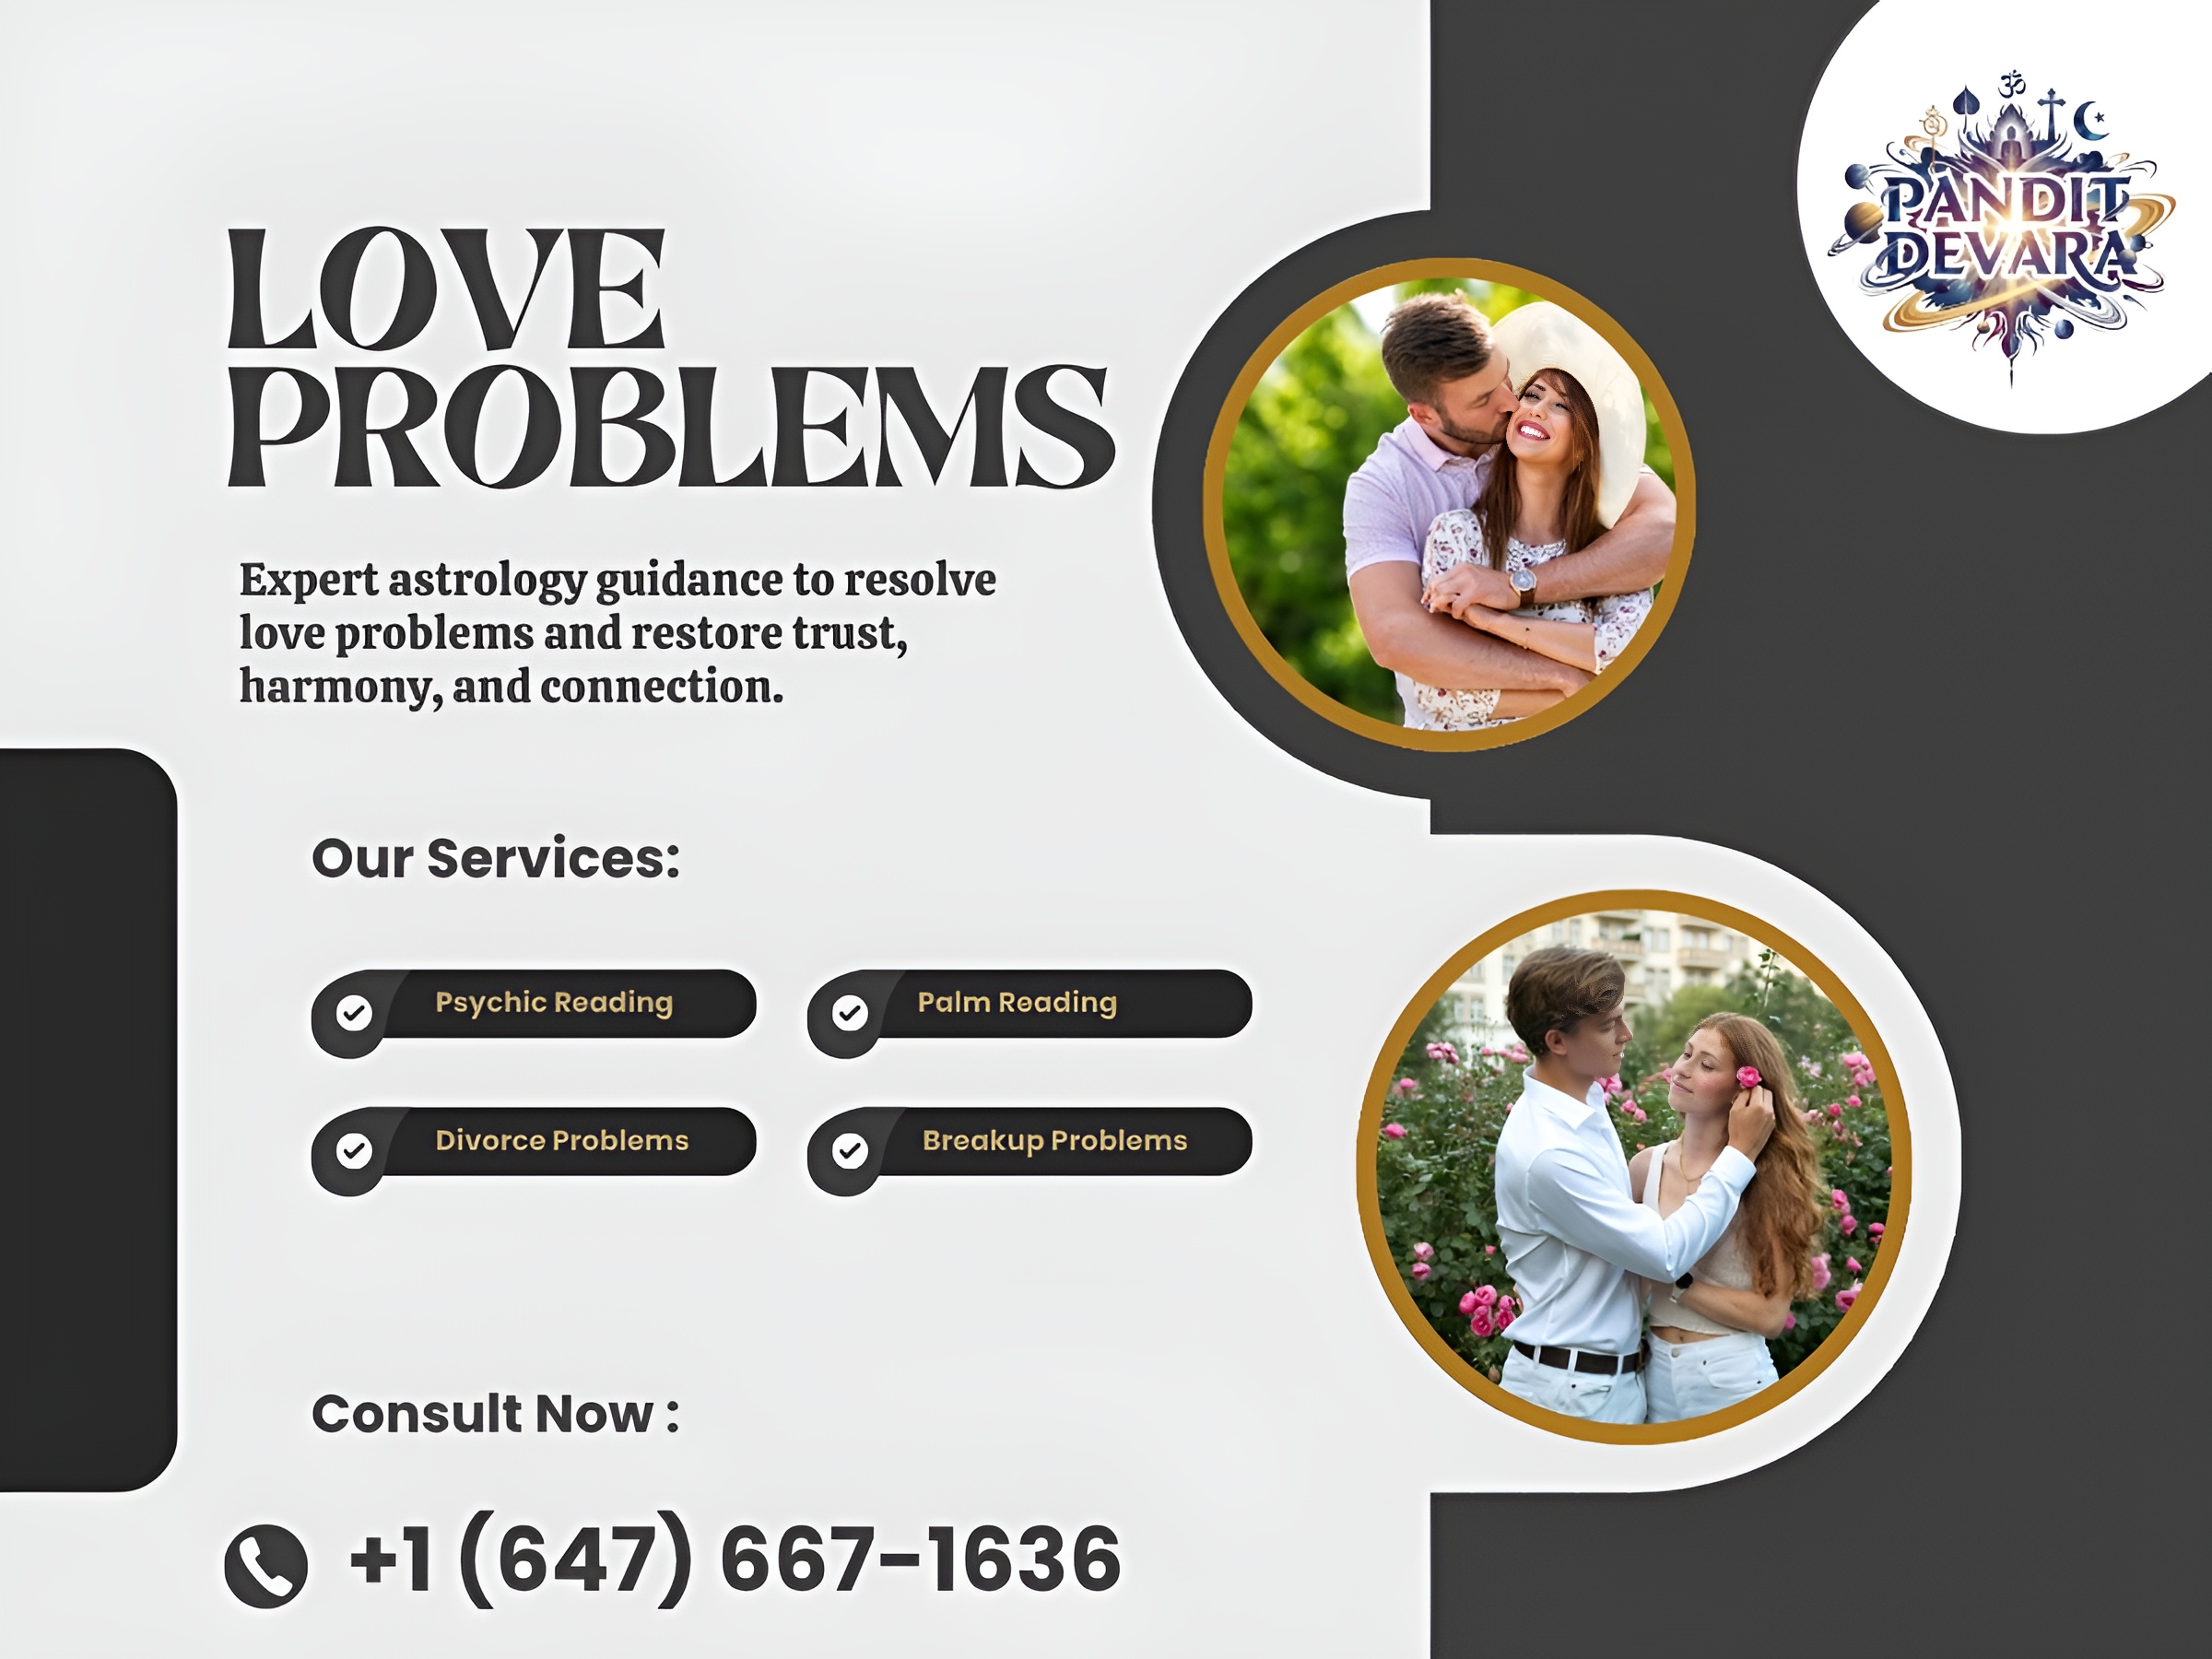 PANDIT
DEVARA
LOVE
PROBLEMS
Expert astrology guidance to resolve
love problems and restore trust,
harmony, and connection.
Our Services:
Psychic Reading
Palm Reading
Divorce Problems
Breakup Problems
Consult Now :
+1 (647) 667-1636